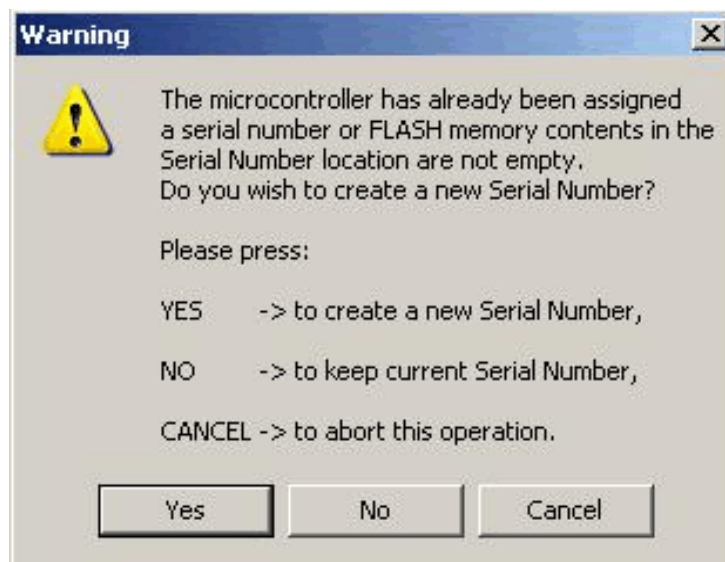 Warning
The microcontroller has already been assigned
a serial number or FLASH memory contents in the
Serial Number location are not empty.
Do you wish to create a new Serial Number?
Please press:
YES -> to create a new Serial Number,
NO -> to keep current Serial Number,
CANCEL -> to abort this operation.
Yes No Cancel